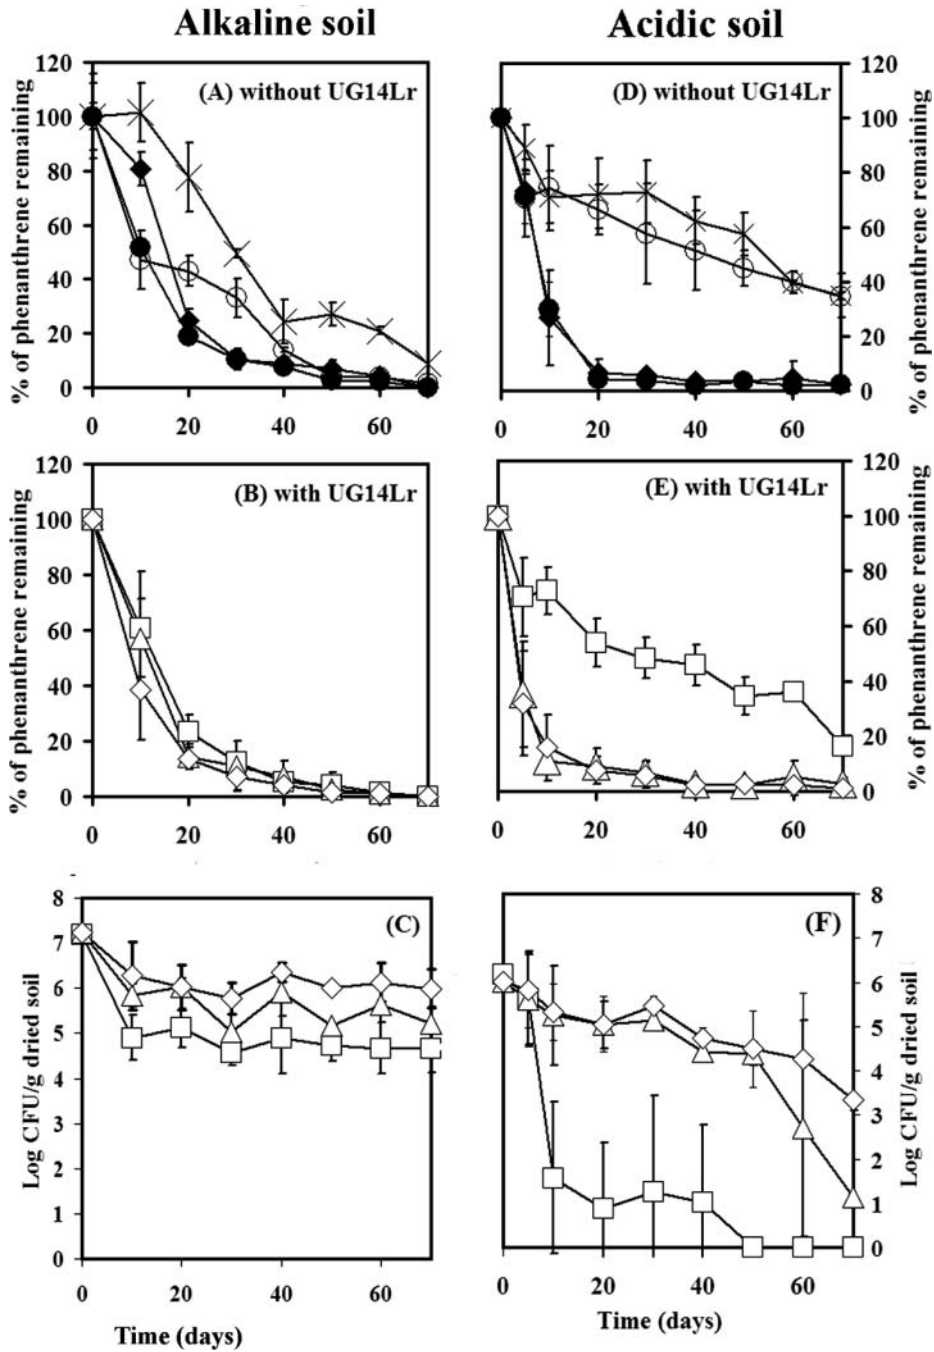 Alkaline soil
Acidic soil
(A) without UG14Lr
% of phenanthrene remaining
120
100
80
60
40
20
0
0 20 40 60
(D) without UG14Lr
% of phenanthrene remaining
120
100
80
60
40
20
0
0 20 40 60
(B) with UG14Lr
% of phenanthrene remaining
120
100
80
60
40
20
0
0 20 40 60
(E) with UG14Lr
% of phenanthrene remaining
120
100
80
60
40
20
0
0 20 40 60
(C)
Log CFU/g dried soil
8
7
6
5
4
3
2
1
0
0 20 40 60
Time (days)
(F)
Log CFU/g dried soil
8
7
6
5
4
3
2
1
0
0 20 40 60
Time (days)